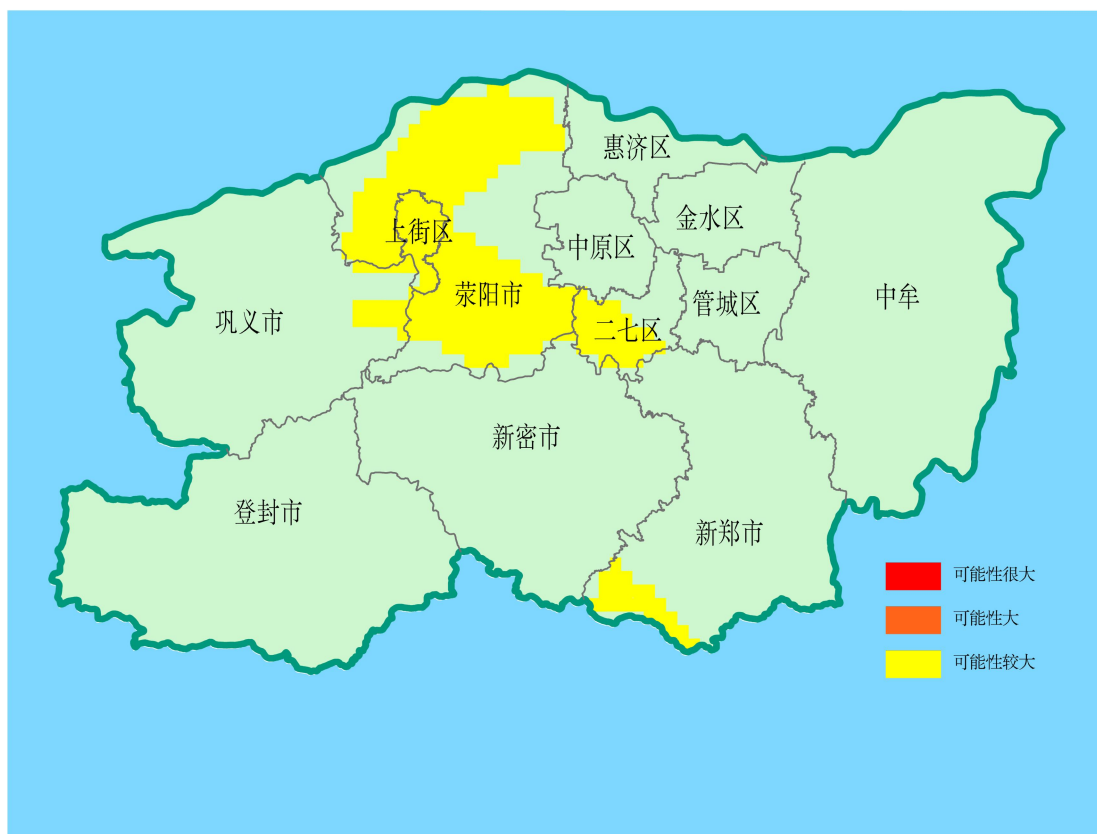 惠济区
金水区
上街区
中原区
荥阳市
管城区
中牟
巩义市
二七区
新密市
登封市
新郑市
可能性很大
可能性大
可能性较大